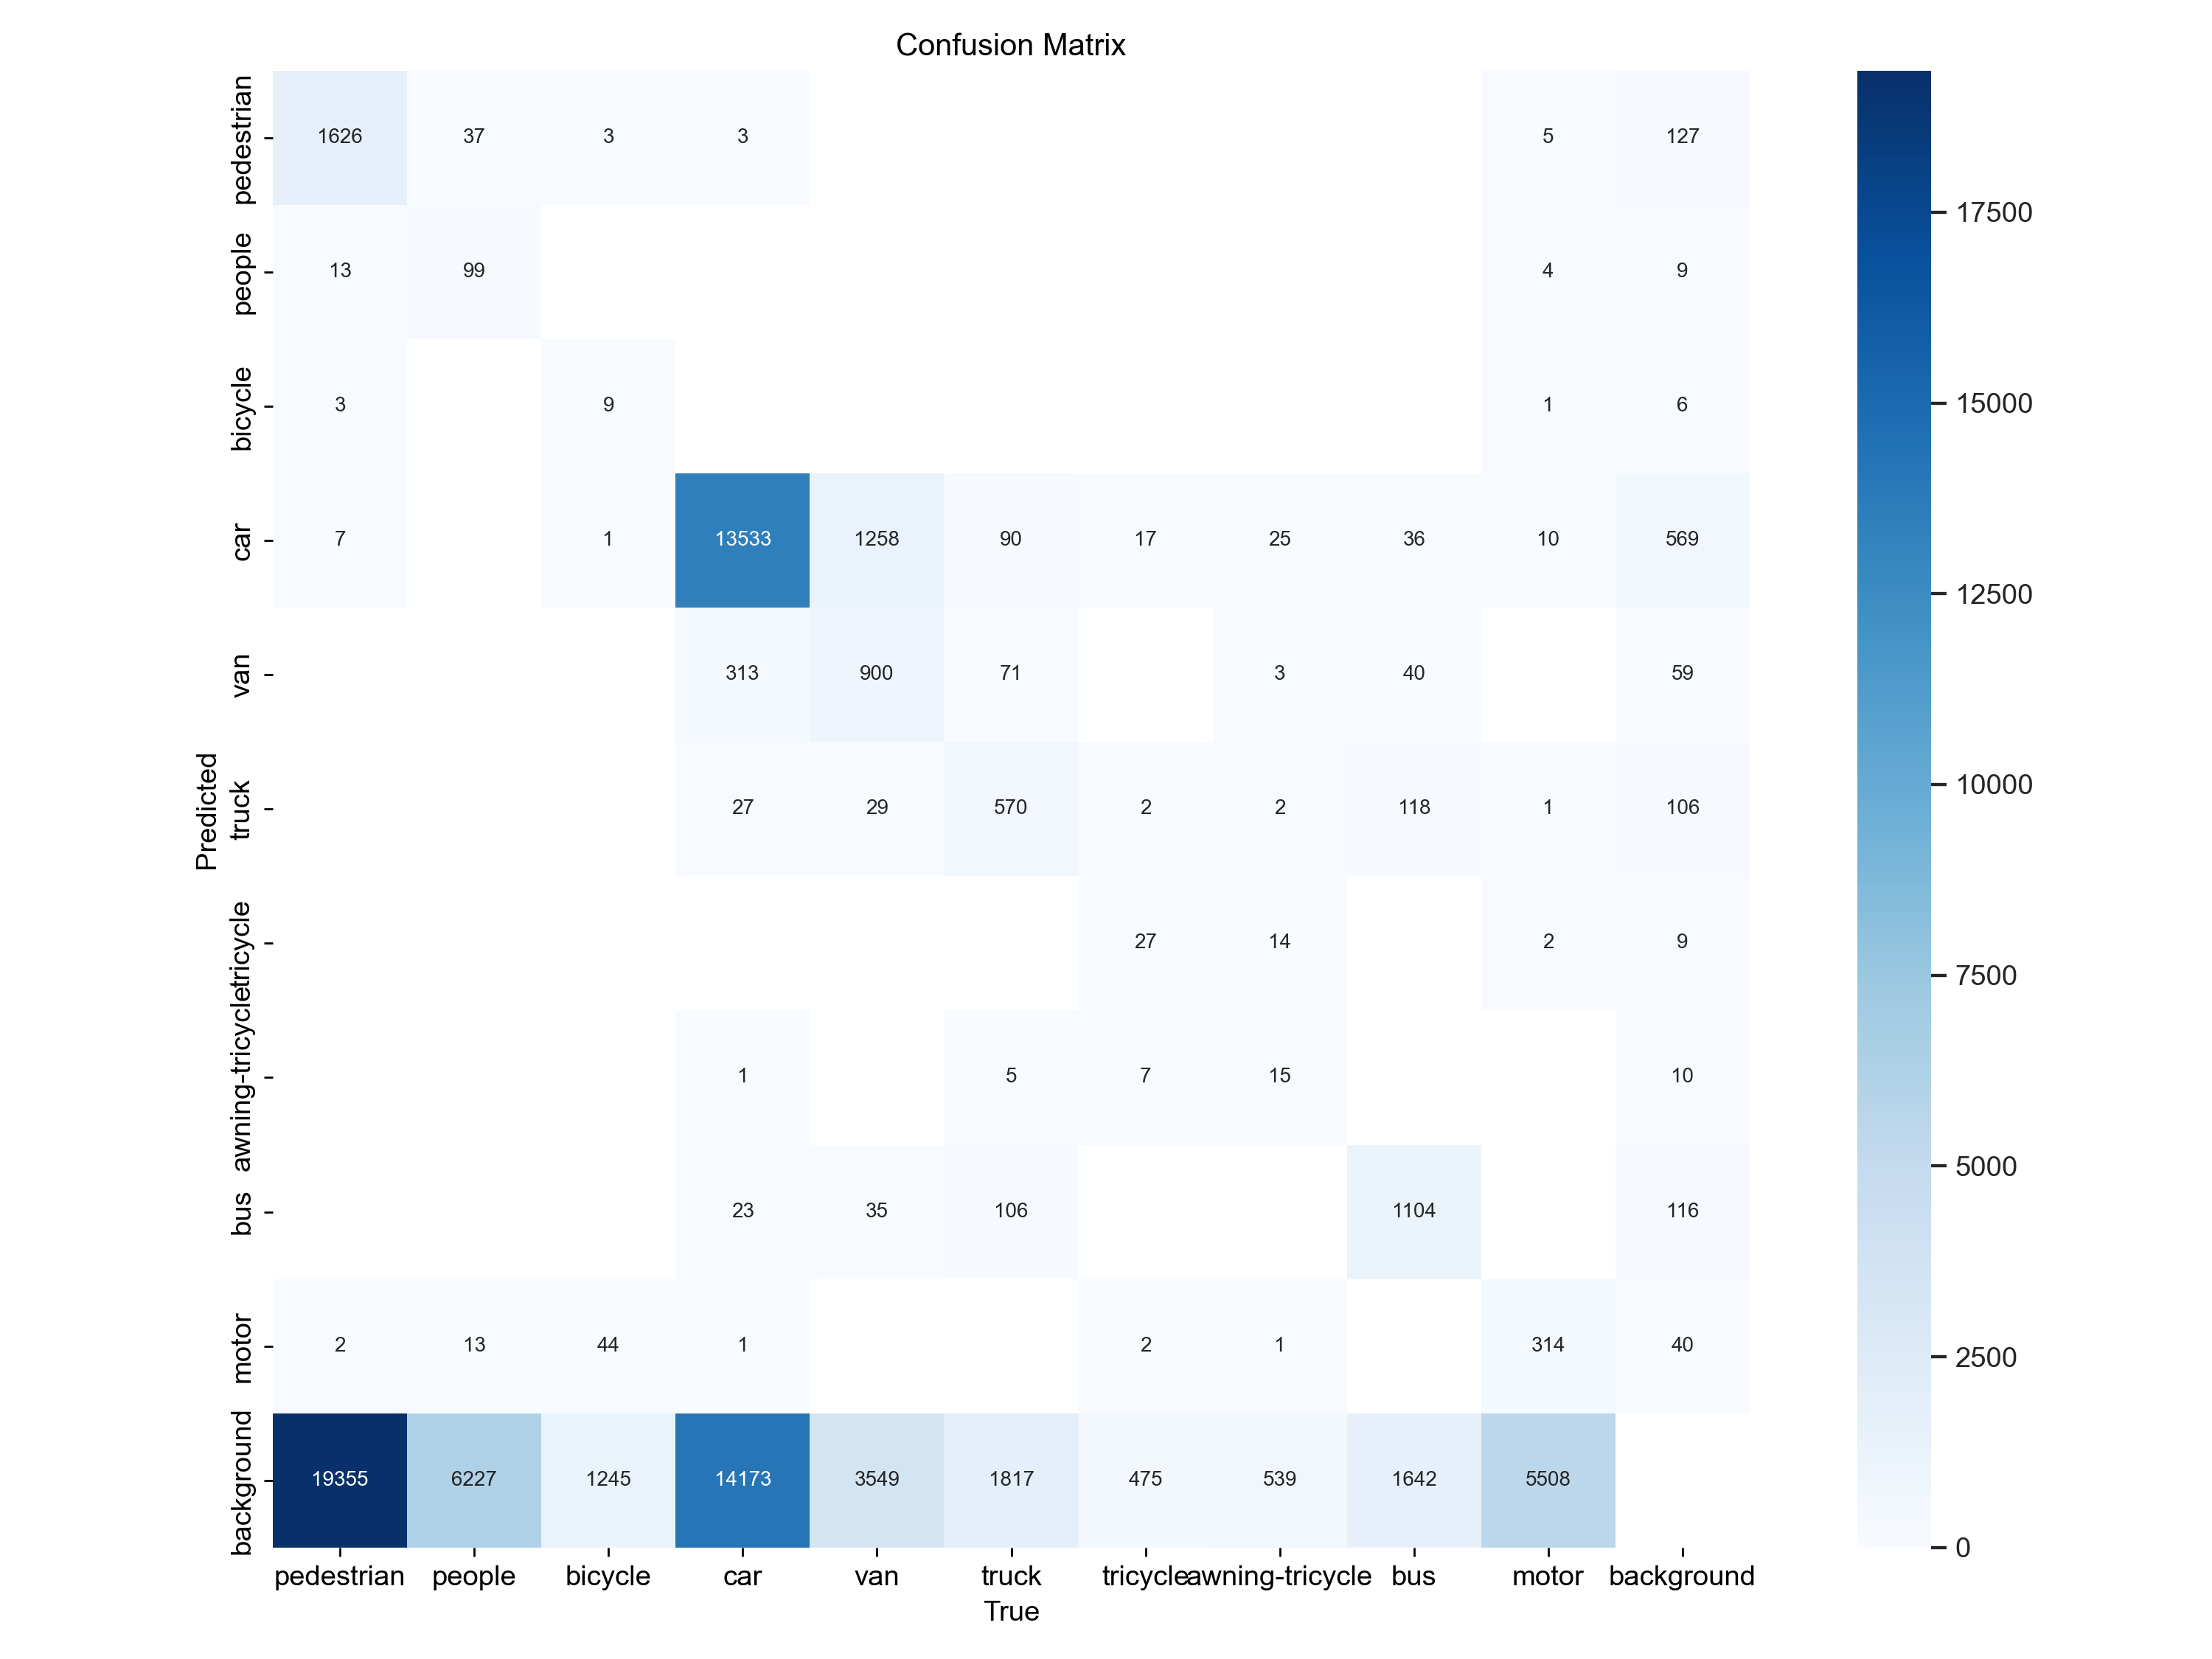 Confusion Matrix
pedestrian 1626 37 3 3 5 127
people 13 99 4 9
bicycle 3 9 1 6
car 7 1 13533 1258 90 17 25 36 10 569
van 313 900 71 3 40 59
truck 27 29 570 2 2 118 1 106
tricycle 27 14 2 9
awning-tricycle 1 5 7 15 10
bus 23 35 106 1104 116
motor 2 13 44 1 2 1 314 40
background 19355 6227 1245 14173 3549 1817 475 539 1642 5508
pedestrian people bicycle car van truck tricycle awning-tricycle bus motor background
True
Predicted
17500
15000
12500
10000
7500
5000
2500
0